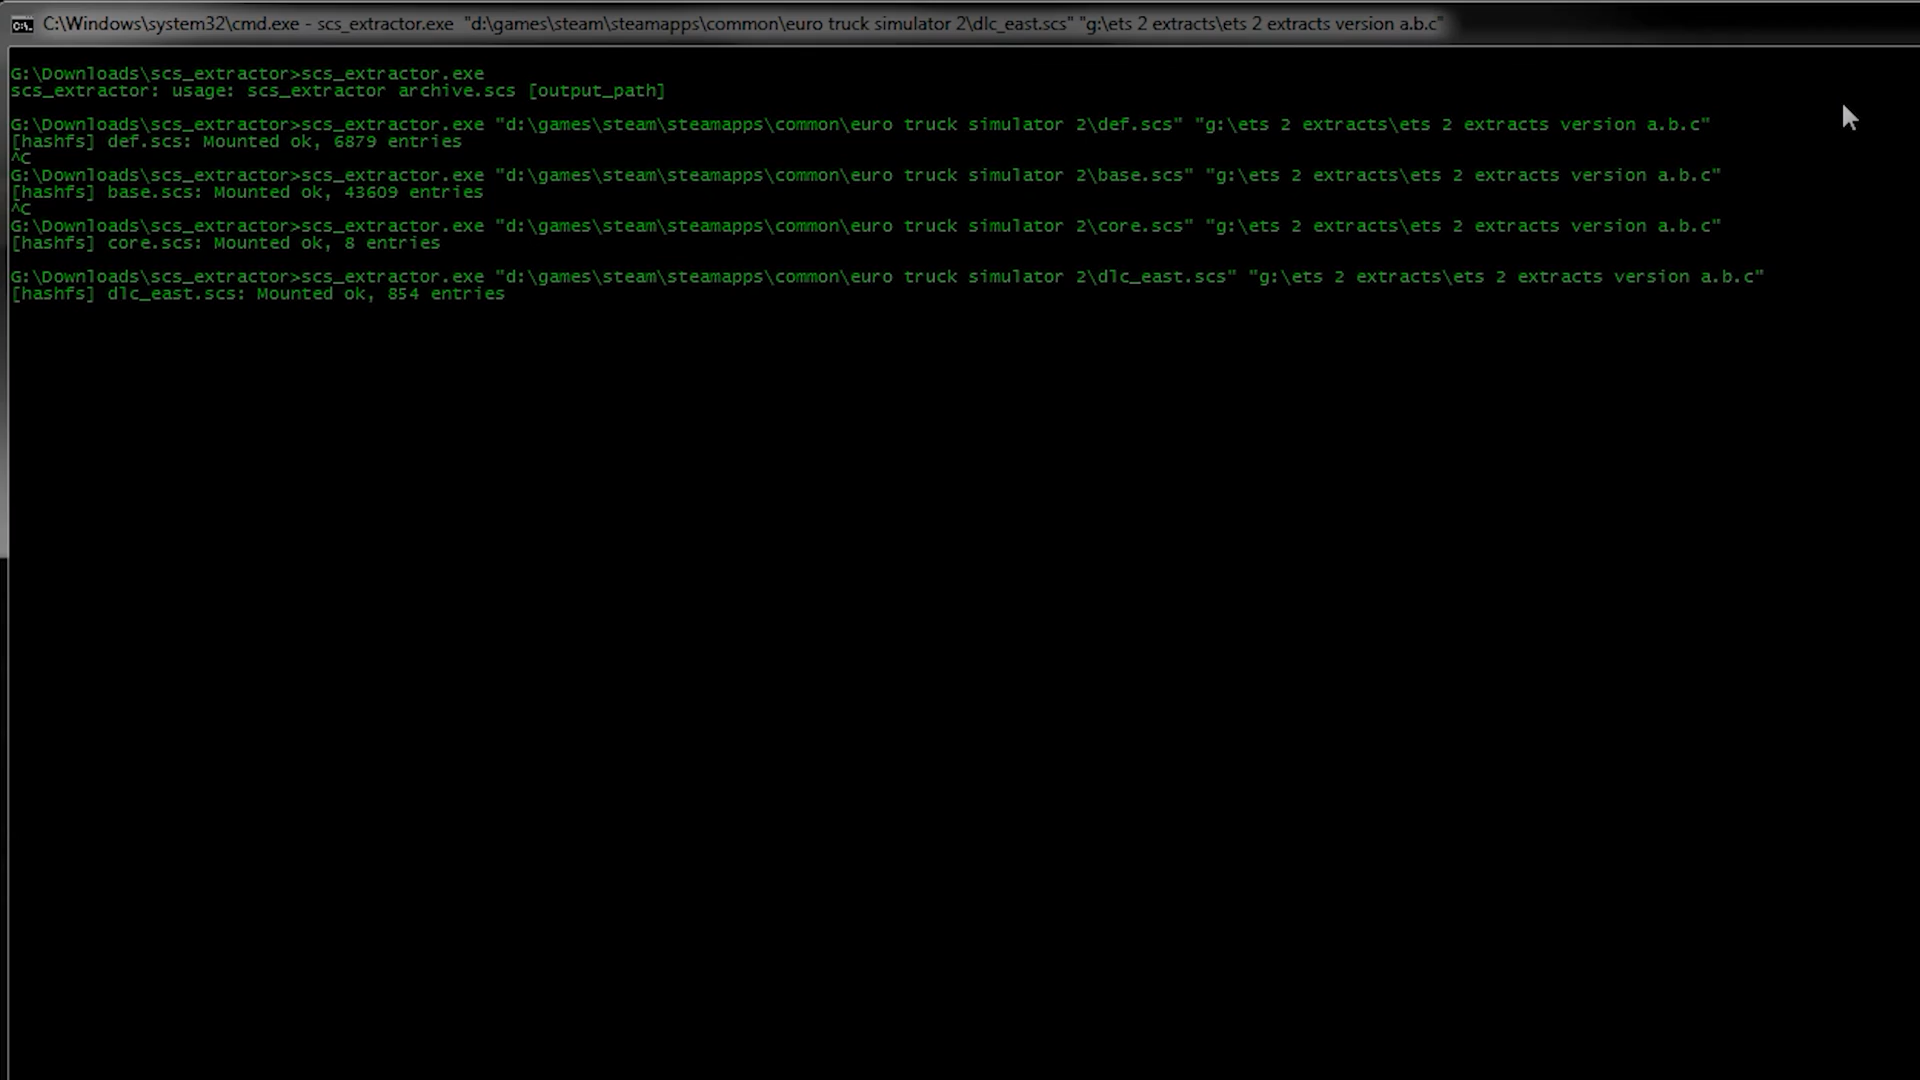 C:\Windows\system32\cmd.exe - scs_extractor.exe "d:\games\steam\steamapps\common\euro truck simulator 2\dlc_east.scs" "g:\ets 2 extracts\ets 2 extracts version a.b.c"
G:\Downloads\scs_extractor>scs_extractor.exe
scs_extractor: usage: scs_extractor archive.scs [output_path]
G:\Downloads\scs_extractor>scs_extractor.exe "d:\games\steam\steamapps\common\euro truck simulator 2\def.scs" "g:\ets 2 extracts\ets 2 extracts version a.b.c"
[hashfs] def.scs: Mounted ok, 6879 entries
^C
G:\Downloads\scs_extractor>scs_extractor.exe "d:\games\steam\steamapps\common\euro truck simulator 2\base.scs" "g:\ets 2 extracts\ets 2 extracts version a.b.c"
[hashfs] base.scs: Mounted ok, 43609 entries
^C
G:\Downloads\scs_extractor>scs_extractor.exe "d:\games\steam\steamapps\common\euro truck simulator 2\core.scs" "g:\ets 2 extracts\ets 2 extracts version a.b.c"
[hashfs] core.scs: Mounted ok, 8 entries
G:\Downloads\scs_extractor>scs_extractor.exe "d:\games\steam\steamapps\common\euro truck simulator 2\dlc_east.scs" "g:\ets 2 extracts\ets 2 extracts version a.b.c"
[hashfs] dlc_east.scs: Mounted ok, 854 entries